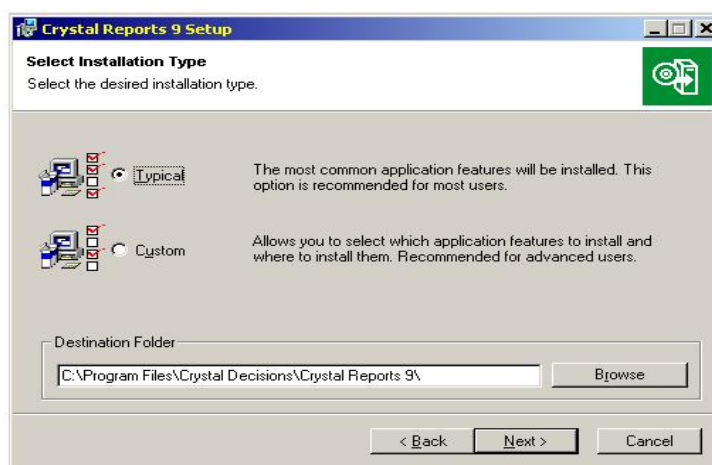 Crystal Reports 9 Setup
Select Installation Type
Select the desired installation type.
Typical
The most common application features will be installed. This
option is recommended for most users.
Custom
Allows you to select which application features to install and
where to install them. Recommended for advanced users.
Destination Folder
C:\Program Files\Crystal Decisions\Crystal Reports 9\
Browse
< Back
Next >
Cancel